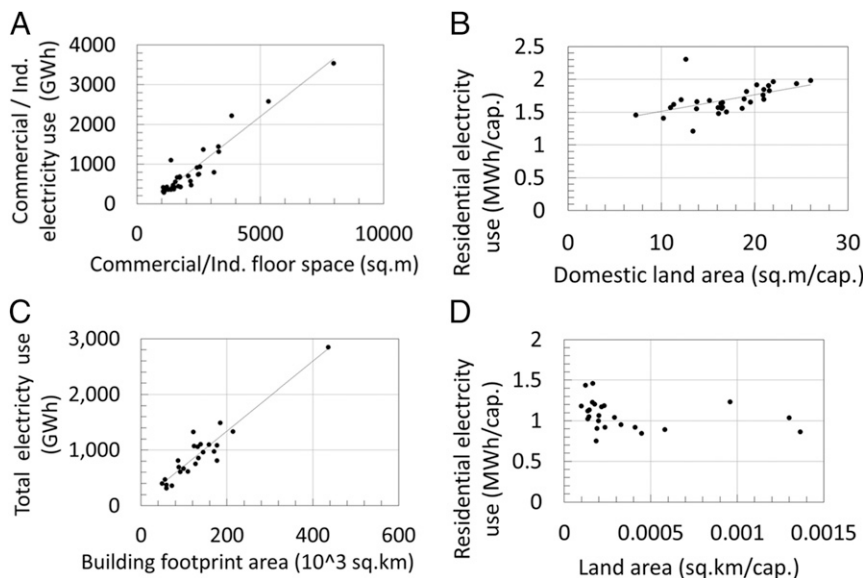 A
Commercial / Ind.
electricity use (GWh)
4000
3000
2000
1000
0
0 5000 10000
Commercial/Ind. floor space (sq.m)
B
Residential electrcity
use (MWh/cap.)
2.5
2
1.5
1
0.5
0
0 10 20 30
Domestic land area (sq.m/cap.)
C
Total electricty use
(GWh)
3,000
2,000
1,000
0
0 200 400 600
Building footprint area (10^3 sq.km)
D
Residential electrcity
use (MWh/cap.)
2
1.5
1
0.5
0
0 0.0005 0.001 0.0015
Land area (sq.km/cap.)